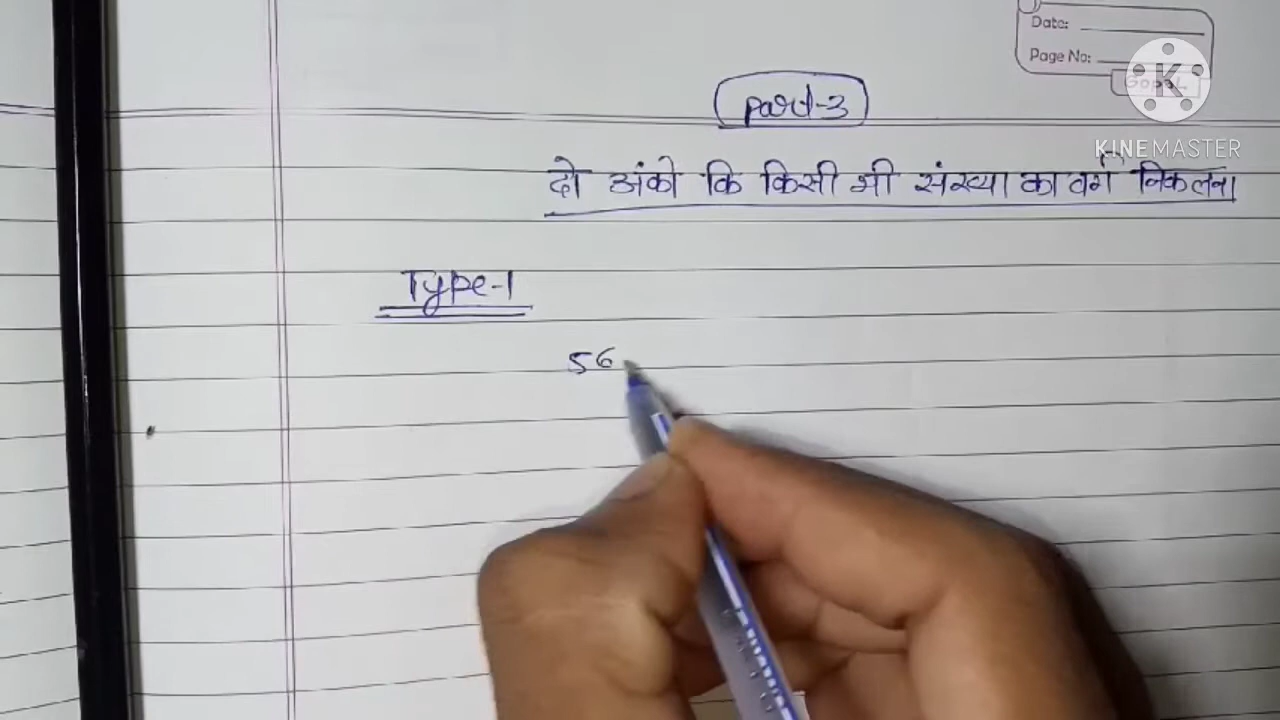 Date:
Page No:
KINEMASTER
Part-3
दो अंको कि किसी भी संख्या का वर्ग निकलना
Type-1
56